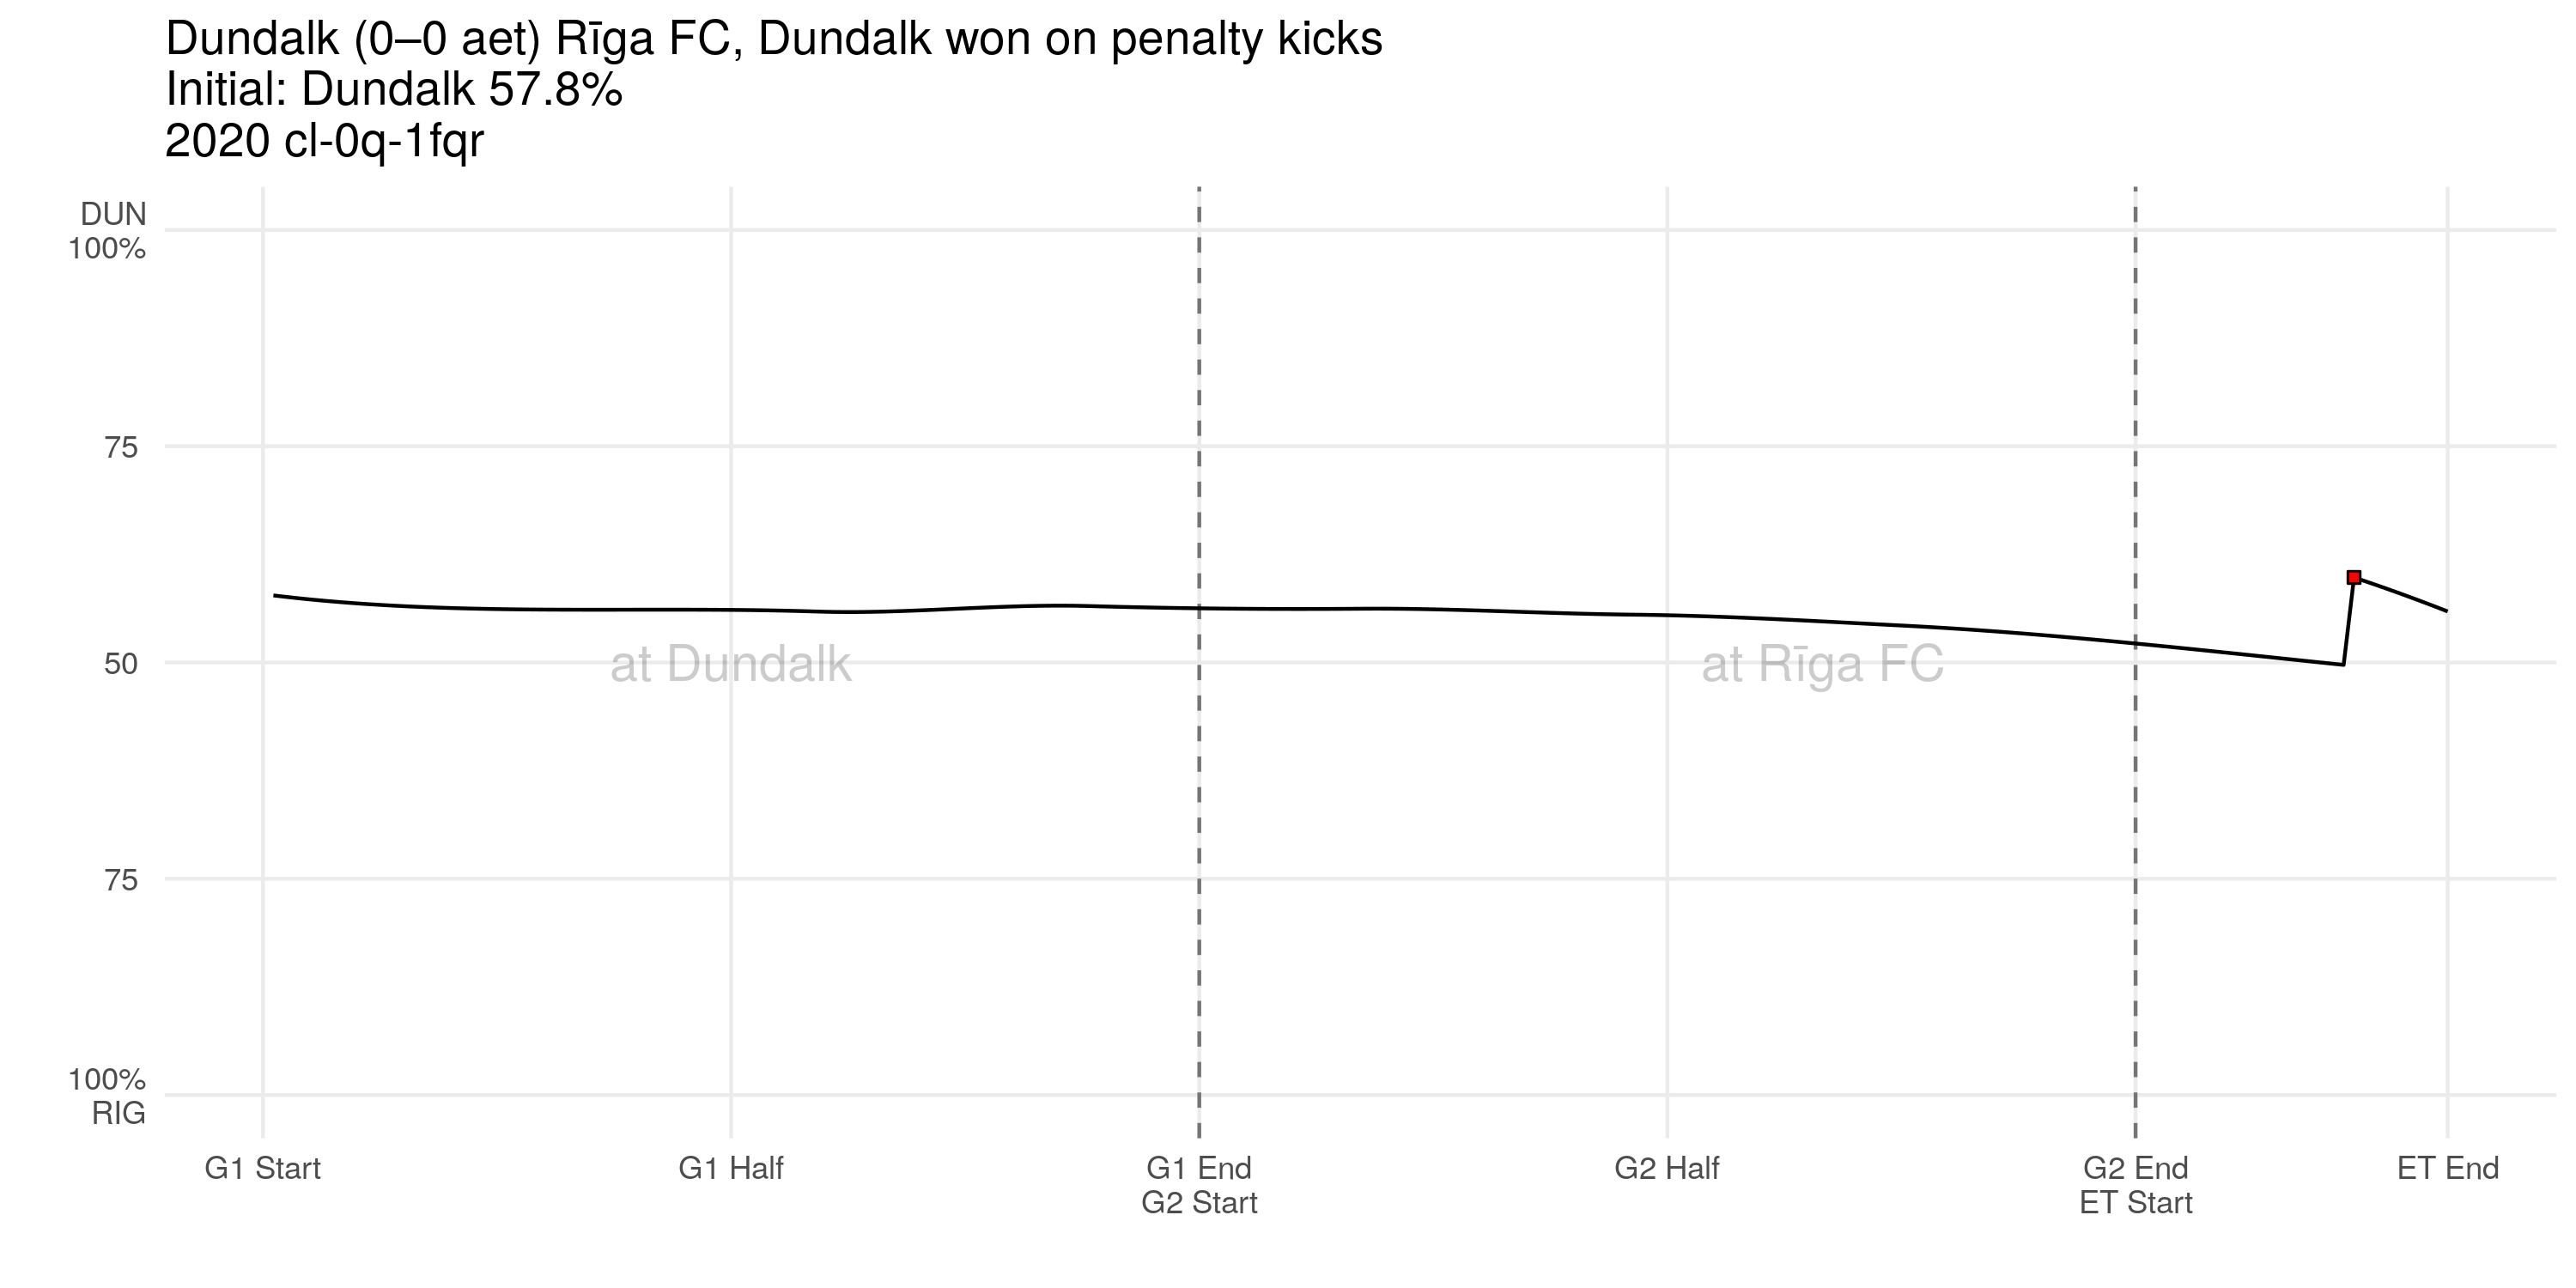 Dundalk (0–0 aet) Rīga FC, Dundalk won on penalty kicks
Initial: Dundalk 57.8%
2020 cl-0q-1fqr
DUN
100%
75
50
75
100%
RIG
at Dundalk
at Rīga FC
G1 Start
G1 Half
G1 End
G2 Start
G2 Half
G2 End
ET Start
ET End